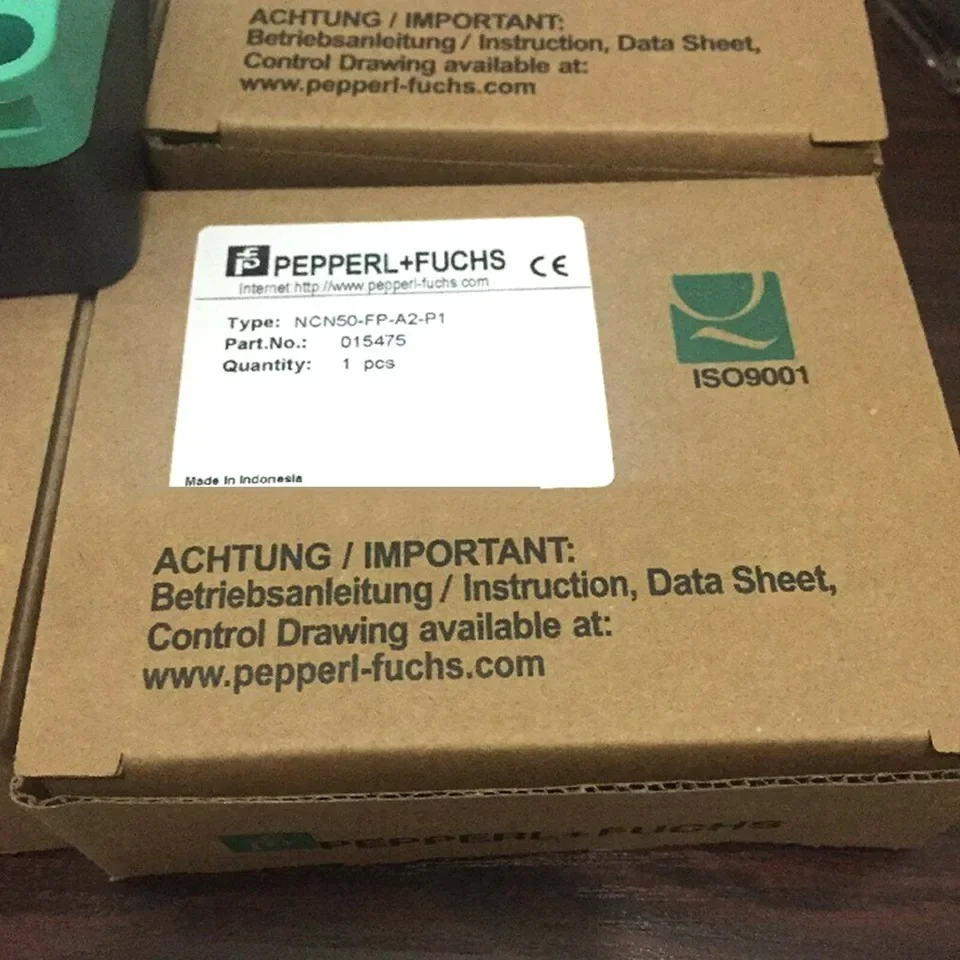 ACHTUNG / IMPORTANT:
Betriebsanleitung / Instruction, Data Sheet,
Control Drawing available at:
www.pepperl-fuchs.com
PEPPERL+FUCHS CE
Internet:http://www.pepperl-fuchs.com
Type: NCN50-FP-A2-P1
Part.No.: 015475
Quantity: 1 pcs
Made In Indonesia
ISO9001
ACHTUNG / IMPORTANT:
Betriebsanleitung / Instruction, Data Sheet,
Control Drawing available at:
www.pepperl-fuchs.com
PEPPERL+FUCHS